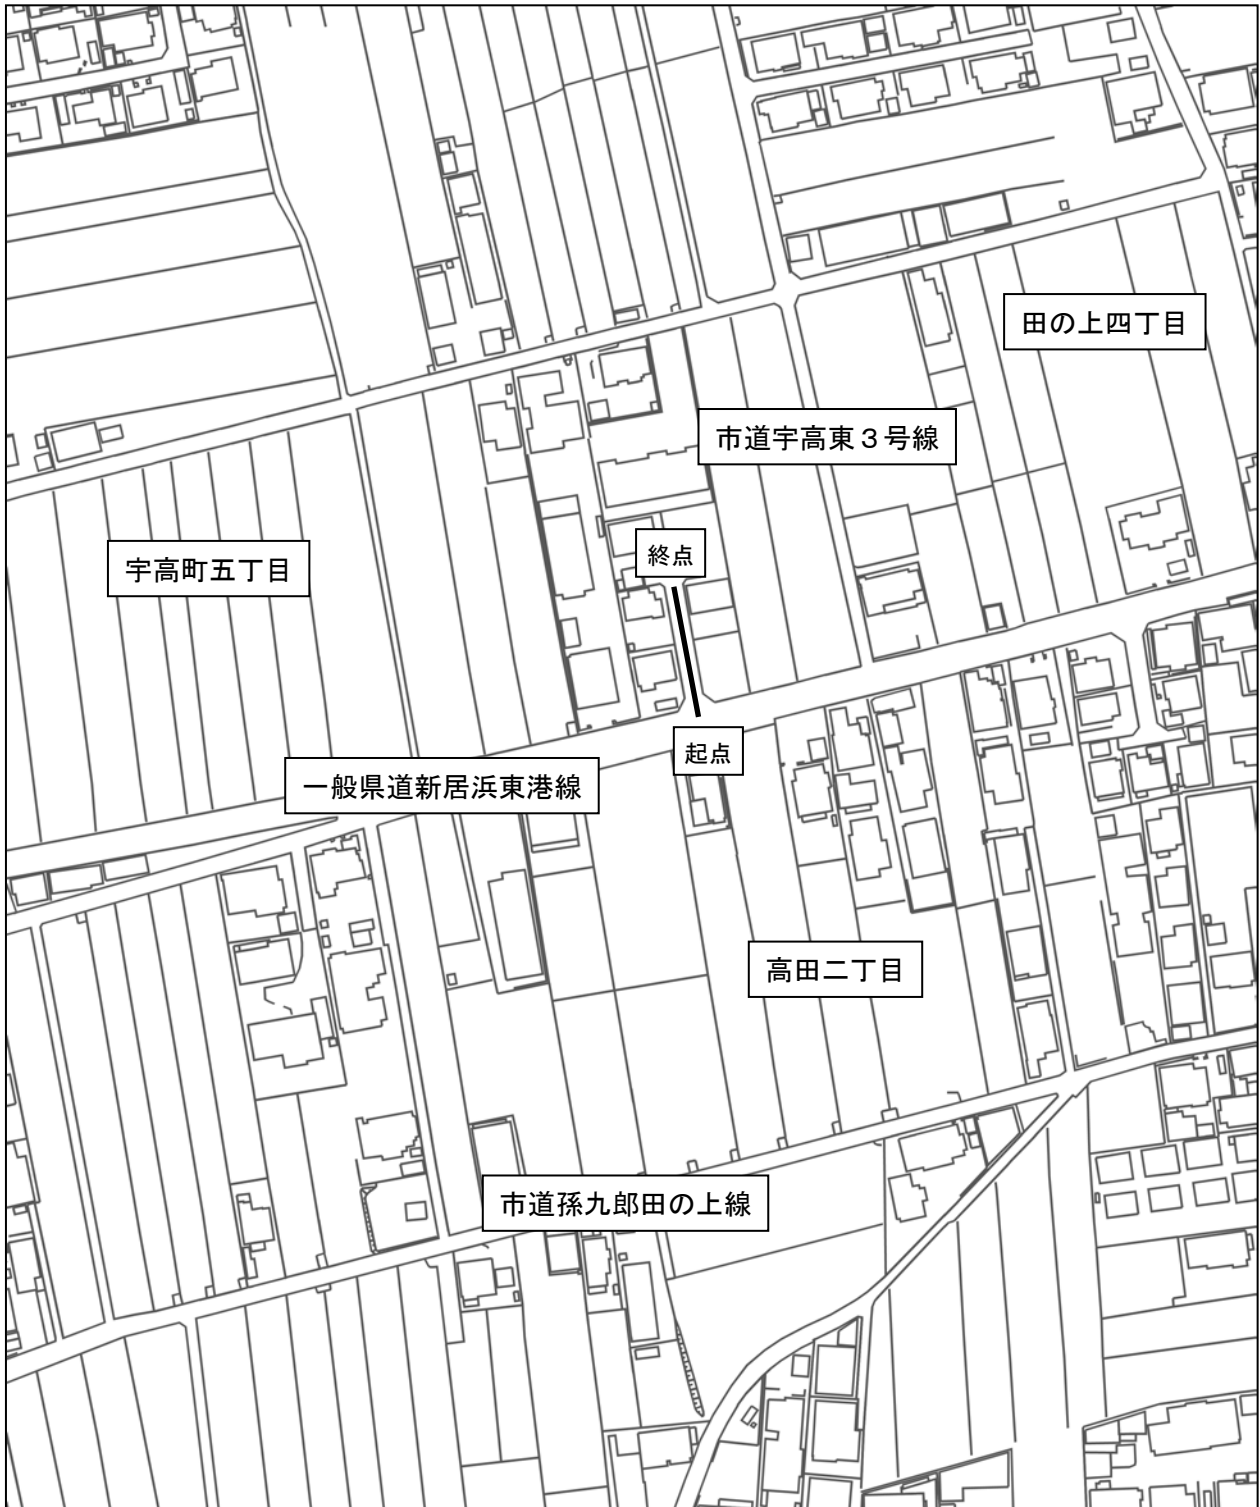 田の上四丁目
市道宇高東３号線
終点
宇高町五丁目
起点
一般県道新居浜東港線
高田二丁目
市道孫九郎田の上線